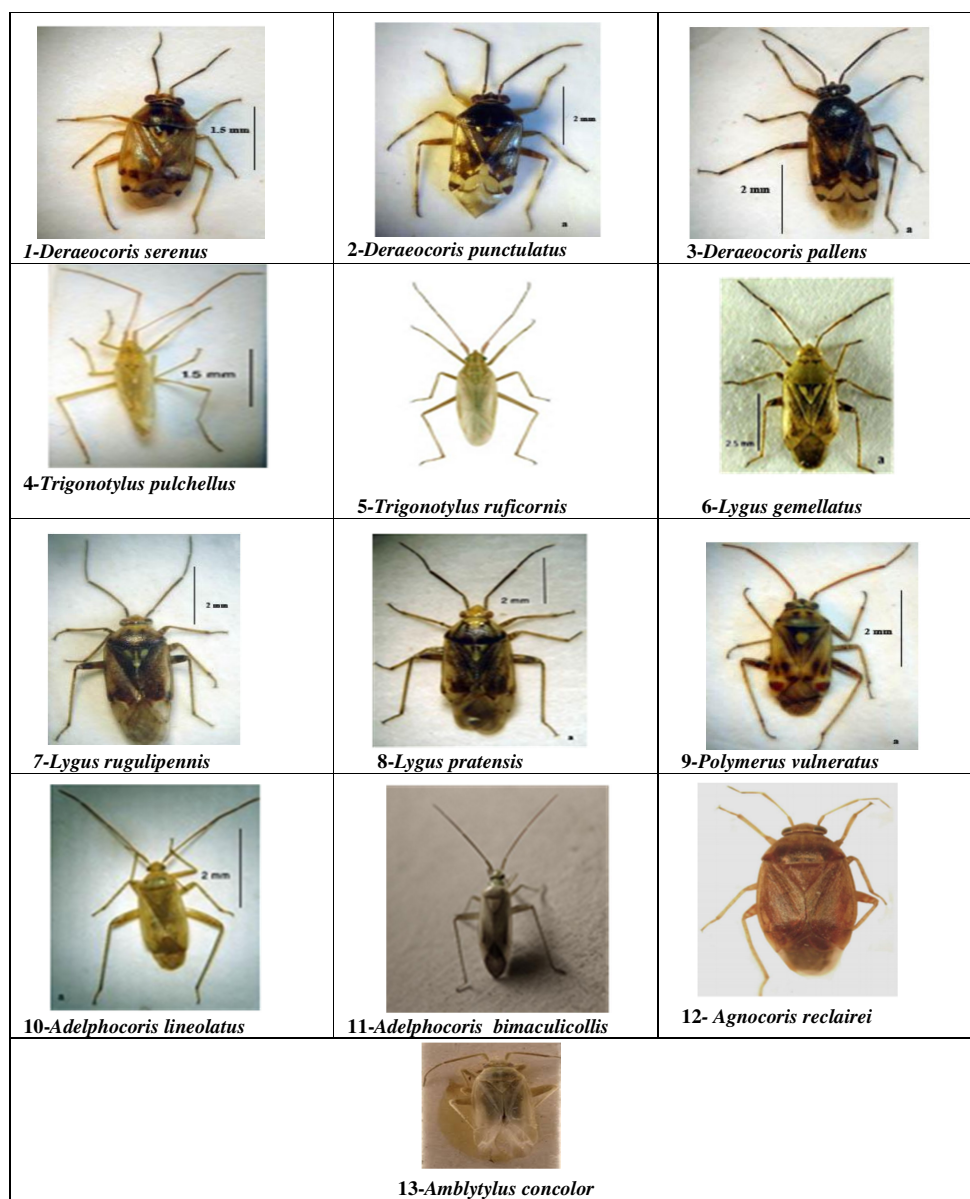 1.5 mm
2 mm
a
2 mm
a
1-Deraeocoris serenus
2-Deraeocoris punctulatus
3-Deraeocoris pallens
1.5 mm
2.5 mm
a
4-Trigonotylus pulchellus
5-Trigonotylus ruficornis
6-Lygus gemellatus
2 mm
2 mm
a
2 mm
a
7-Lygus rugulipennis
8-Lygus pratensis
9-Polymerus vulneratus
2 mm
a
10-Adelphocoris lineolatus
11-Adelphocoris bimaculicollis
12- Agnocoris reclairei
13-Amblytylus concolor